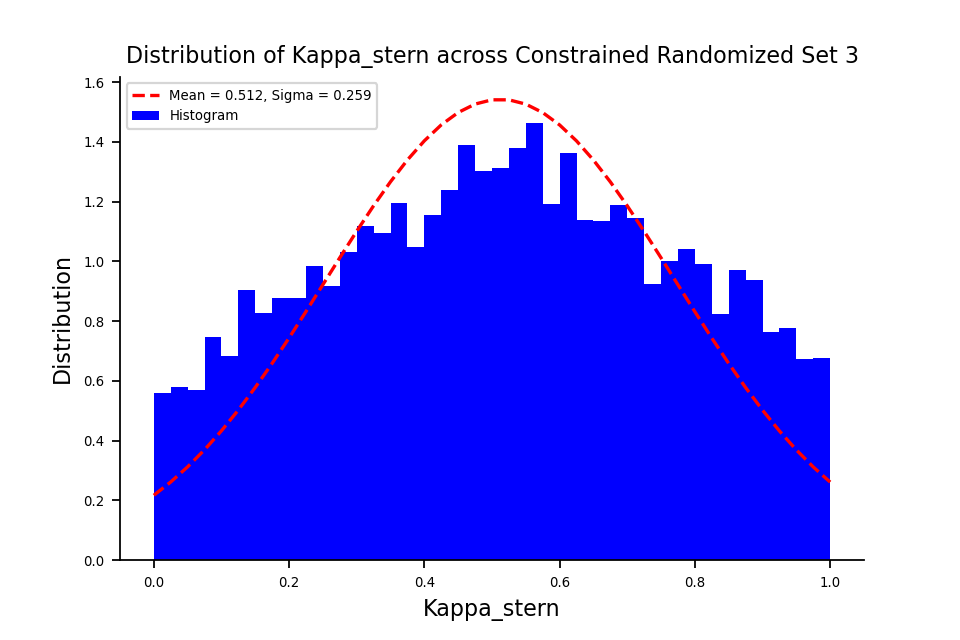 Distribution of Kappa_stern across Constrained Randomized Set 3
Mean = 0.512, Sigma = 0.259
Histogram
Distribution
1.6
1.4
1.2
1.0
0.8
0.6
0.4
0.2
0.0
0.0 0.2 0.4 0.6 0.8 1.0
Kappa_stern